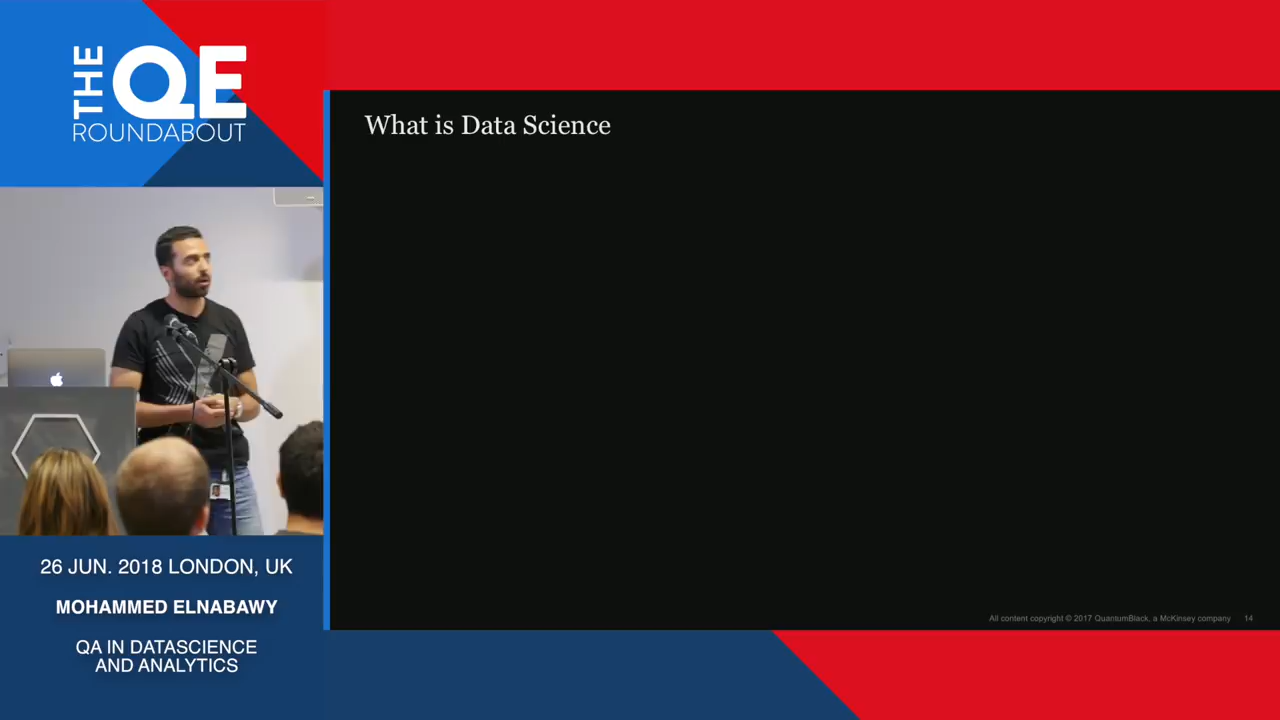 THE
QE
ROUNDABOUT
What is Data Science
26 JUN. 2018 LONDON, UK
MOHAMMED ELNABAWY
QA IN DATASCIENCE
AND ANALYTICS
All content copyright © 2017 QuantumBlack, a McKinsey company 14